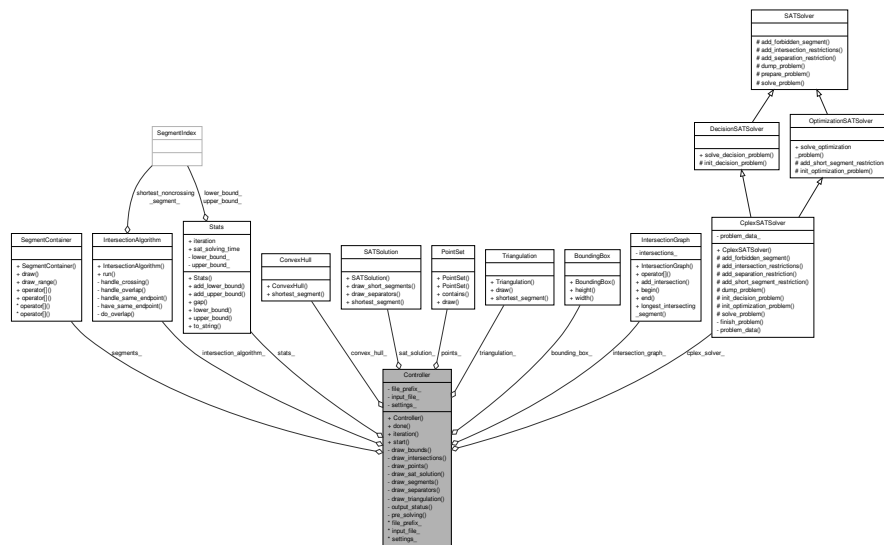 SATSolver
# add_forbidden_segment()
# add_intersection_restrictions()
# add_separation_restriction()
# dump_problem()
# prepare_problem()
# solve_problem()
DecisionSATSolver
+ solve_decision_problem()
# init_decision_problem()
OptimizationSATSolver
+ solve_optimization
_problem()
# add_short_segment_restriction()
# init_optimization_problem()
SegmentIndex
shortest_noncrossing
_segment_
lower_bound_
upper_bound_
SegmentContainer
+ SegmentContainer()
+ draw()
+ draw_range()
+ operator[]()
+ operator[]()
* operator[]()
* operator[]()
IntersectionAlgorithm
+ IntersectionAlgorithm()
+ run()
- handle_crossing()
- handle_overlap()
- handle_same_endpoint()
- have_same_endpoint()
- do_overlap()
Stats
+ iteration
+ sat_solving_time
- lower_bound_
- upper_bound_
+ Stats()
+ add_lower_bound()
+ add_upper_bound()
+ gap()
+ lower_bound()
+ upper_bound()
+ to_string()
ConvexHull
+ ConvexHull()
+ shortest_segment()
SATSolution
+ SATSolution()
+ draw_short_segments()
+ draw_separators()
+ shortest_segment()
PointSet
+ PointSet()
+ PointSet()
+ contains()
+ draw()
Triangulation
+ Triangulation()
+ draw()
+ shortest_segment()
BoundingBox
+ BoundingBox()
+ height()
+ width()
IntersectionGraph
- intersections_
+ IntersectionGraph()
+ operator[]()
+ add_intersection()
+ begin()
+ end()
+ longest_intersecting
_segment()
CplexSATSolver
- problem_data_
+ CplexSATSolver()
# add_forbidden_segment()
# add_intersection_restrictions()
# add_separation_restriction()
# add_short_segment_restriction()
# dump_problem()
# init_decision_problem()
# init_optimization_problem()
# solve_problem()
- finish_problem()
- problem_data()
segments_
intersection_algorithm_
stats_
convex_hull_
sat_solution_
points_
triangulation_
bounding_box_
intersection_graph_
cplex_solver_
Controller
- file_prefix_
- input_file_
- settings_
+ Controller()
+ done()
+ iteration()
+ start()
- draw_bounds()
- draw_intersections()
- draw_points()
- draw_sat_solution()
- draw_segments()
- draw_separators()
- draw_triangulation()
- output_status()
- pre_solving()
* file_prefix_
* input_file_
* settings_